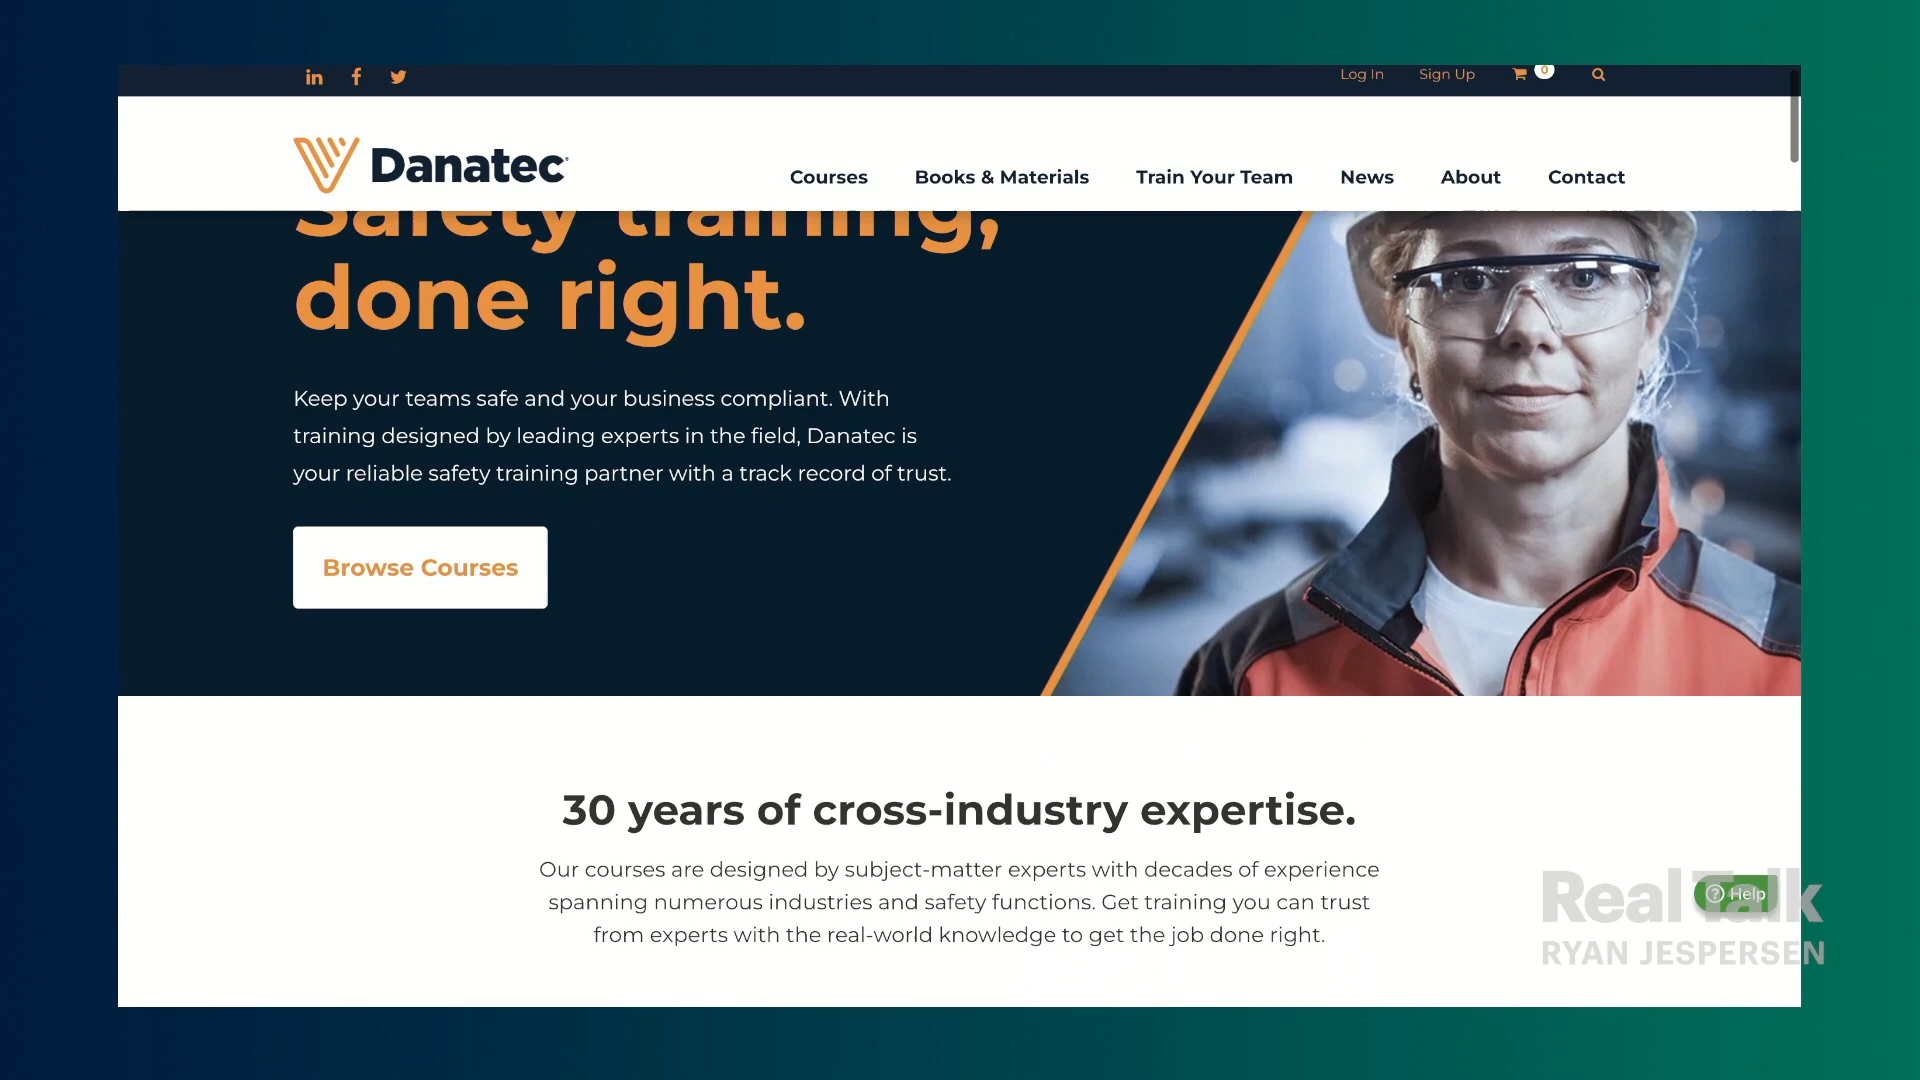 Log In Sign Up 0
Danatec
Courses Books & Materials Train Your Team News About Contact
Safety training,
done right.
Keep your teams safe and your business compliant. With
training designed by leading experts in the field, Danatec is
your reliable safety training partner with a track record of trust.
Browse Courses
30 years of cross-industry expertise.
Our courses are designed by subject-matter experts with decades of experience
spanning numerous industries and safety functions. Get training you can trust
from experts with the real-world knowledge to get the job done right.
Help
Real Talk
RYAN JESPERSEN